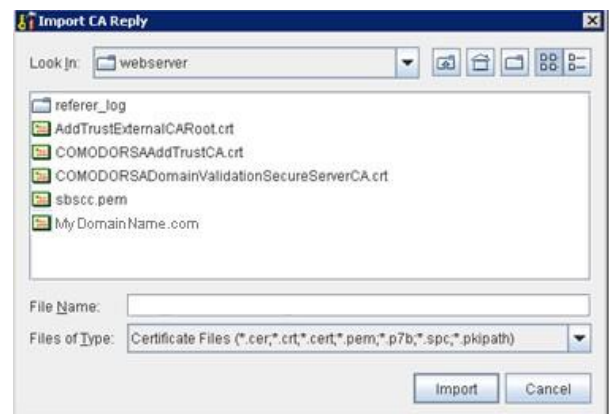 Import CA Reply
Look In: webserver
referer_log
AddTrustExternalCARoot.crt
COMODORSAAddTrustCA.crt
COMODORSADomainValidationSecureServerCA.crt
sbscc.pem
My Domain Name.com
File Name:
Files of Type: Certificate Files (*.cer;*.crt;*.cert;*.pem;*.p7b;*.spc;*.pkipath)
Import Cancel